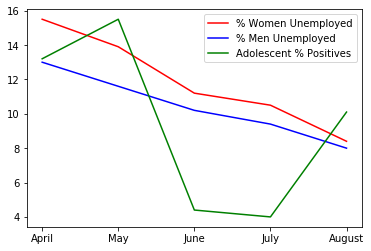 16
14
12
10
8
6
4
% Women Unemployed
% Men Unemployed
Adolescent % Positives
April
May
June
July
August